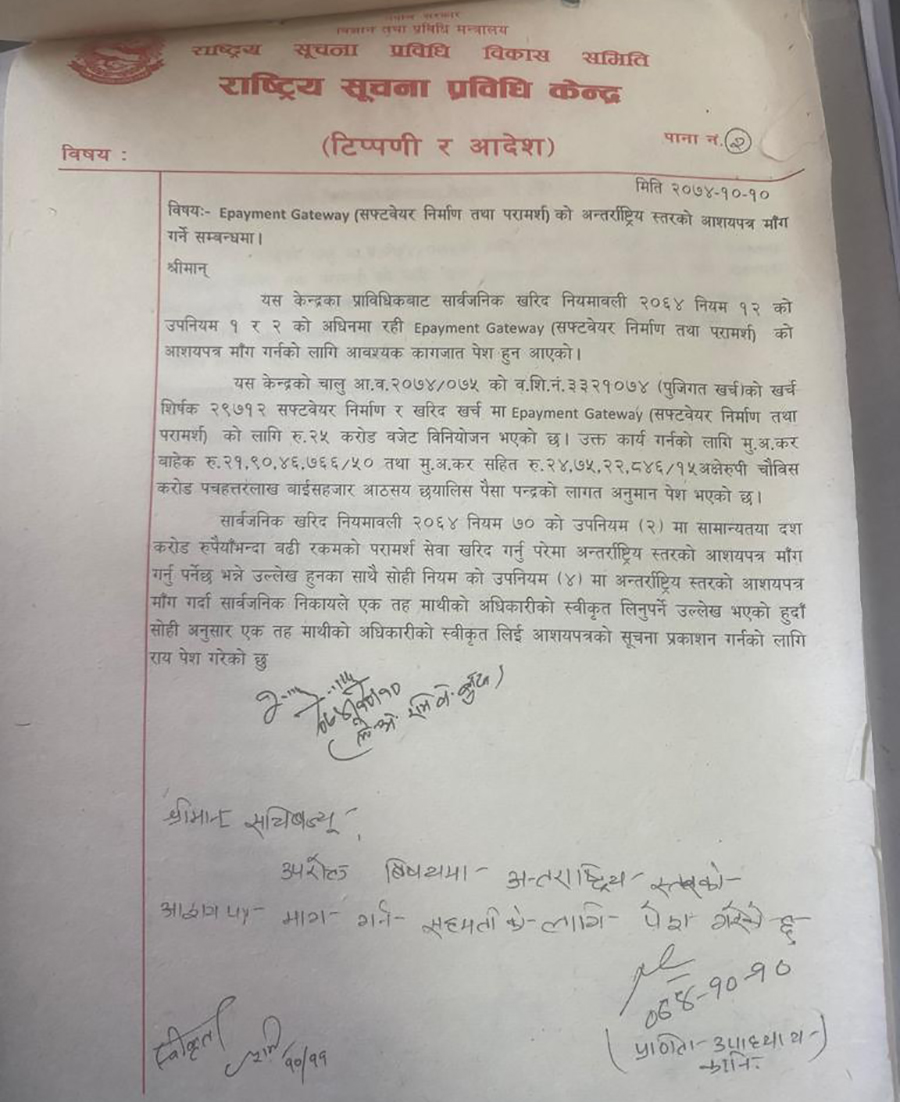 नेपाल सरकार
विज्ञान तथा प्रविधि मन्त्रालय
राष्ट्रिय सूचना प्रविधि विकास समिति
राष्ट्रिय सूचना प्रविधि केन्द्र
(टिप्पणी र आदेश)
पाना नं. २
विषय :
मिति २०७४-१०-१०
विषयः- Epayment Gateway (सफ्टवेयर निर्माण तथा परामर्श) को अन्तर्राष्ट्रिय स्तरको आशयपत्र माँग
गर्ने सम्बन्धमा।
श्रीमान्
यस केन्द्रका प्राविधिकबाट सार्वजनिक खरिद नियमावली २०६४ नियम १२ को
उपनियम १ र २ को अधिनमा रही Epayment Gateway (सफ्टवेयर निर्माण तथा परामर्श) को
आशयपत्र माँग गर्नको लागि आवश्यक कागजात पेश हुन आएको।
यस केन्द्रको चालु आ.व.२०७४/०७५ को ब.शि.नं.३३२१०७४ (पुजिगत खर्च)को खर्च
शिर्षक २९७१२ सफ्टवेयर निर्माण र खरिद खर्च मा Epayment Gateway (सफ्टवेयर निर्माण तथा
परामर्श) को लागि रु.२५ करोड बजेट विनियोजन भएको छ। उक्त कार्य गर्नको लागि मु.अ.कर
बाहेक रु.२१,९०,४६,७६६/५० तथा मु.अ.कर सहित रु.२४,७५,२२,८४६/१५ अक्षेरुपी चौविस
करोड पचहत्तरलाख बाईसहजार आठसय छयालिस पैसा पन्द्रको लागत अनुमान पेश भएको छ।
सार्वजनिक खरिद नियमावली २०६४ नियम ७० को उपनियम (२) मा सामान्यतया दश
करोड रुपैयाँभन्दा बढी रकमको परामर्श सेवा खरिद गर्नु परेमा अन्तर्राष्ट्रिय स्तरको आशयपत्र माँग
गर्नु पर्नेछ भन्ने उल्लेख हुनका साथै सोही नियम को उपनियम (४) मा अन्तर्राष्ट्रिय स्तरको आशयपत्र
माँग गर्दा सार्वजनिक निकायले एक तह माथीको अधिकारीको स्वीकृत लिनुपर्ने उल्लेख भएको हुदाँ
सोही अनुसार एक तह माथीको अधिकारीको स्वीकृत लिई आशयपत्रको सूचना प्रकाशन गर्नको लागि
राय पेश गरेको छु
श्रीमान सचिबज्यू,
उपरोक्त बिषयमा अन्तराष्ट्रिय स्तरको
आशाय पत्र माग गर्न सहमतीको लागि पेश गरेको छु
०७४-१०-१०
(प्रणिता उपाध्याय)
का.नि.
स्वीकृत
१०/११